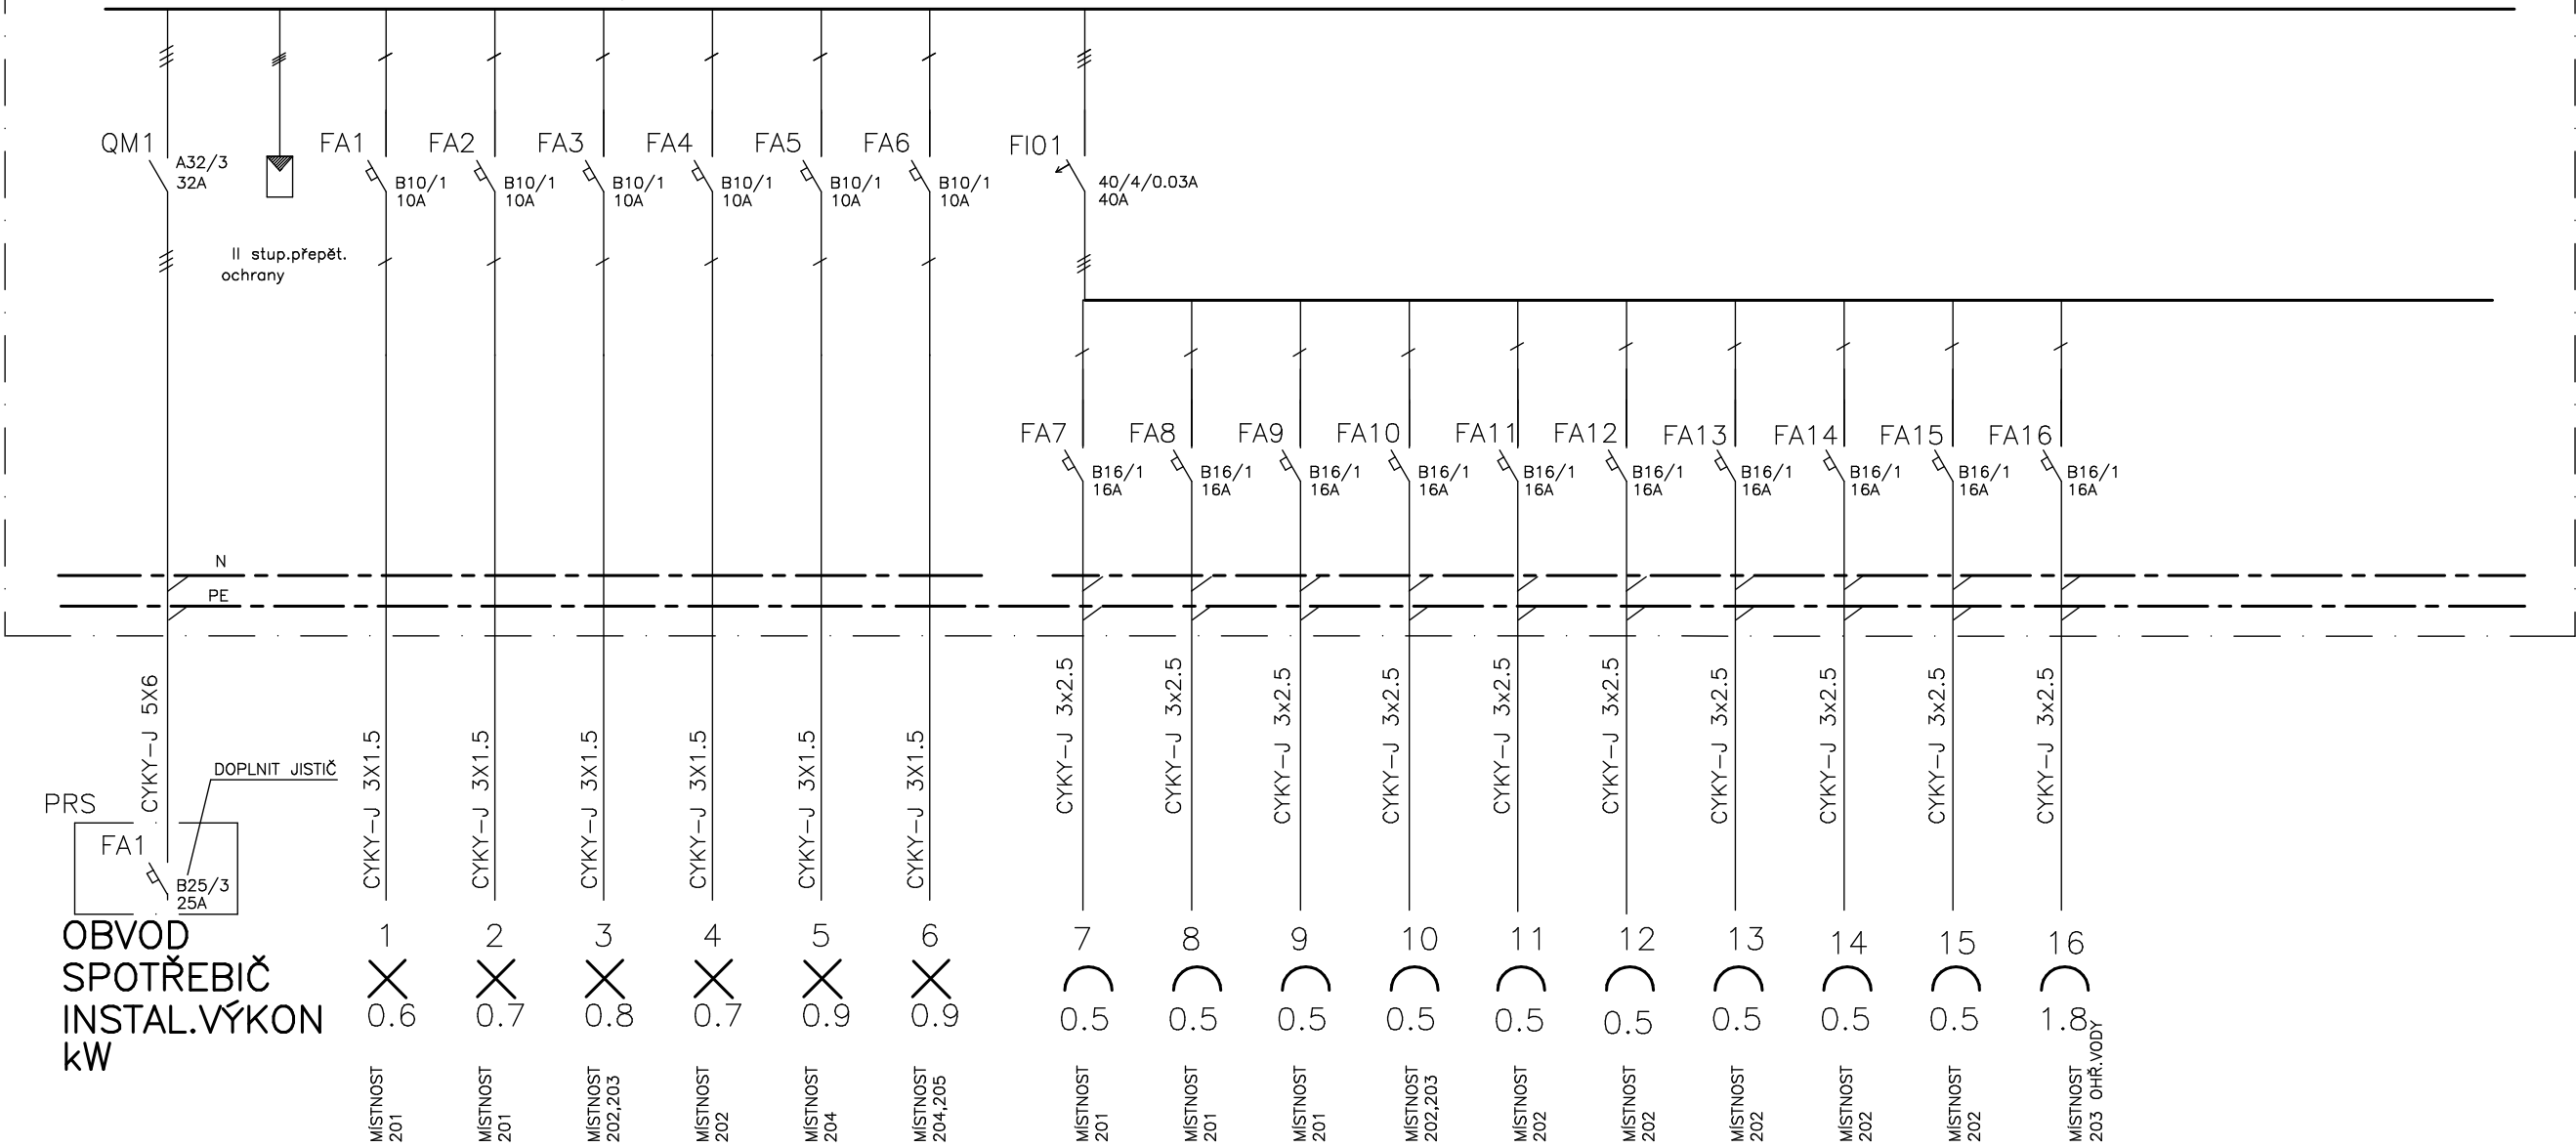 QM1
A32/3
32A
II stup.přepět.
ochrany
FA1
B10/1
10A
FA2
B10/1
10A
FA3
B10/1
10A
FA4
B10/1
10A
FA5
B10/1
10A
FA6
B10/1
10A
FI01
40/4/0.03A
40A
FA7
B16/1
16A
FA8
B16/1
16A
FA9
B16/1
16A
FA10
B16/1
16A
FA11
B16/1
16A
FA12
B16/1
16A
FA13
B16/1
16A
FA14
B16/1
16A
FA15
B16/1
16A
FA16
B16/1
16A
N
PE
CYKY-J 5X6
CYKY-J 3X1.5
CYKY-J 3X1.5
CYKY-J 3X1.5
CYKY-J 3X1.5
CYKY-J 3X1.5
CYKY-J 3X1.5
CYKY-J 3x2.5
CYKY-J 3x2.5
CYKY-J 3x2.5
CYKY-J 3x2.5
CYKY-J 3x2.5
CYKY-J 3x2.5
CYKY-J 3x2.5
CYKY-J 3x2.5
CYKY-J 3x2.5
CYKY-J 3x2.5
DOPLNIT JISTIČ
PRS
FA1
B25/3
25A
OBVOD 1 2 3 4 5 6 7 8 9 10 11 12 13 14 15 16
SPOTŘEBIČ
INSTAL.VÝKON 0.6 0.7 0.8 0.7 0.9 0.9 0.5 0.5 0.5 0.5 0.5 0.5 0.5 0.5 0.5 1.8
kW
MÍSTNOST
201
MÍSTNOST
201
MÍSTNOST
202,203
MÍSTNOST
202
MÍSTNOST
204
MÍSTNOST
204,205
MÍSTNOST
201
MÍSTNOST
201
MÍSTNOST
201
MÍSTNOST
202,203
MÍSTNOST
202
MÍSTNOST
202
MÍSTNOST
202
MÍSTNOST
202
MÍSTNOST
202
MÍSTNOST
203 OHŘ.VODY